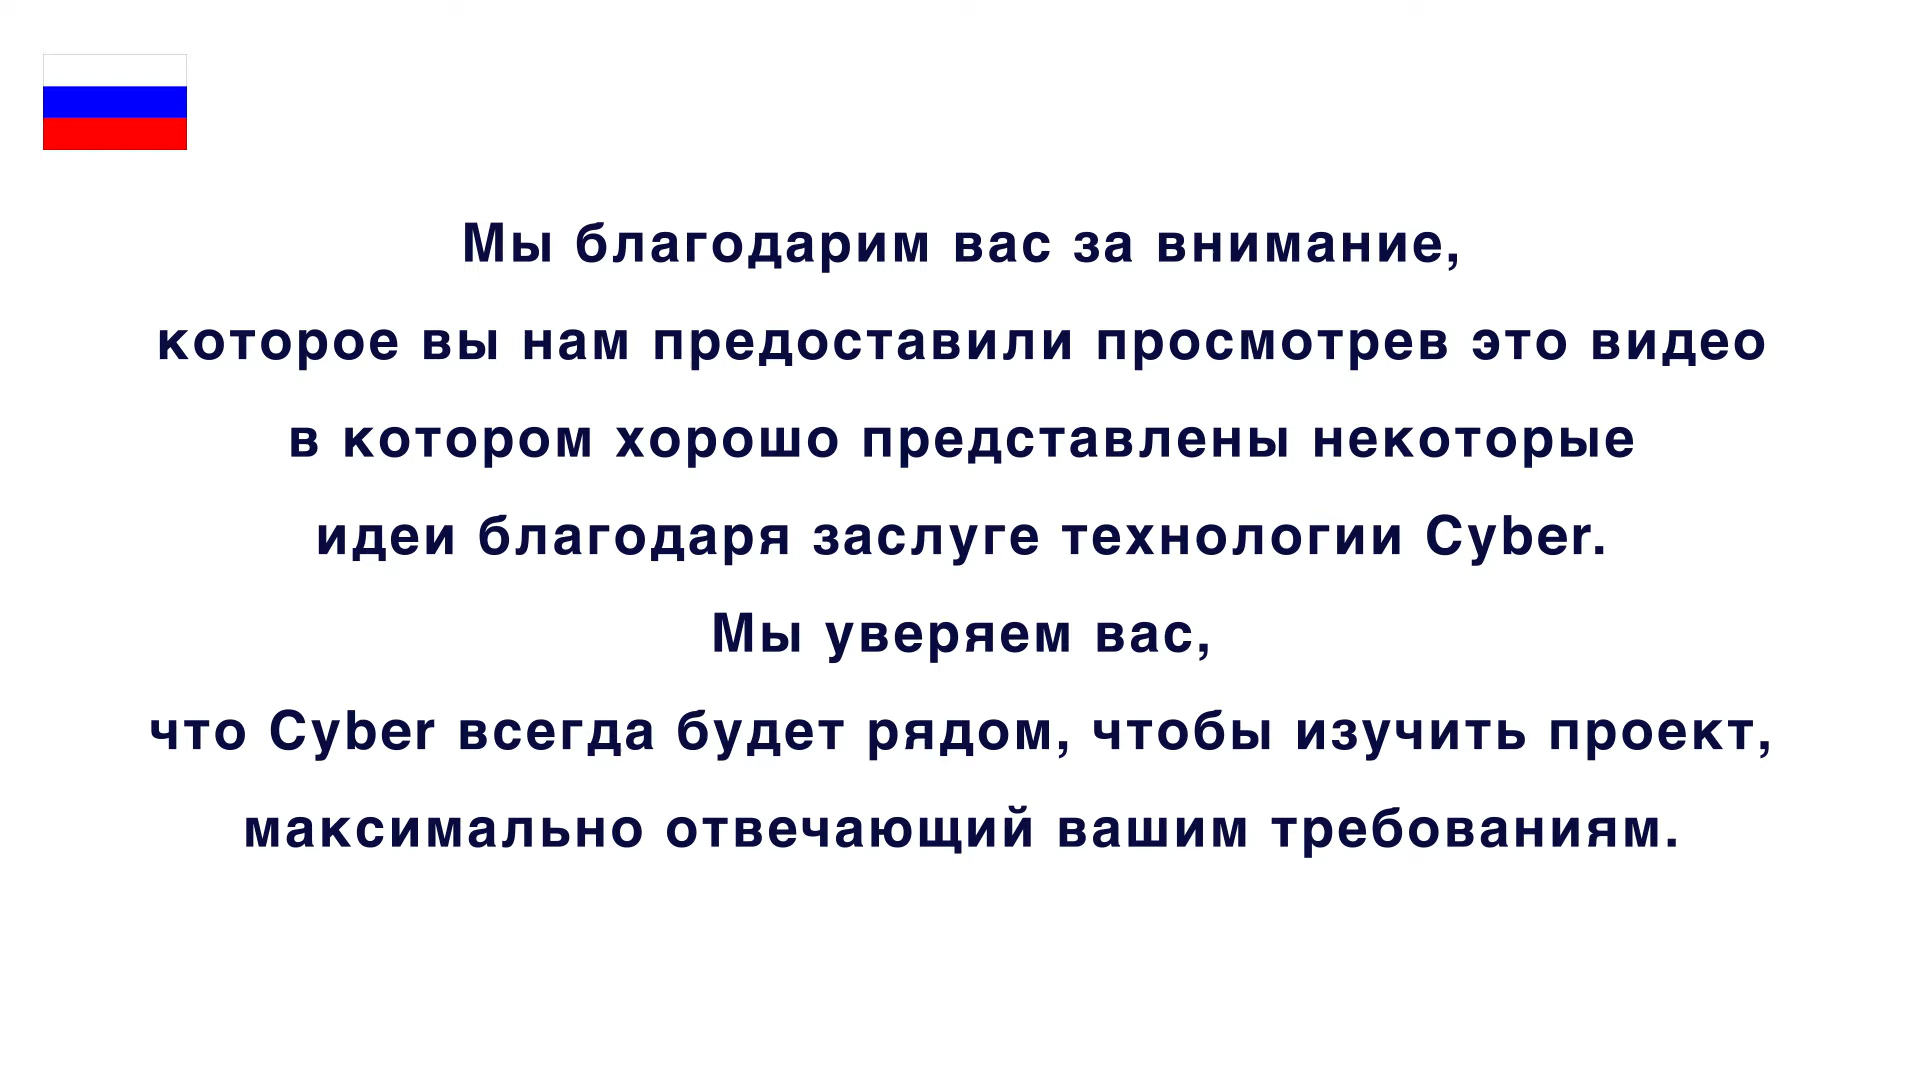 Мы благодарим вас за внимание,
которое вы нам предоставили просмотрев это видео
в котором хорошо представлены некоторые
идеи благодаря заслуге технологии Cyber.
Мы уверяем вас,
что Cyber всегда будет рядом, чтобы изучить проект,
максимально отвечающий вашим требованиям.